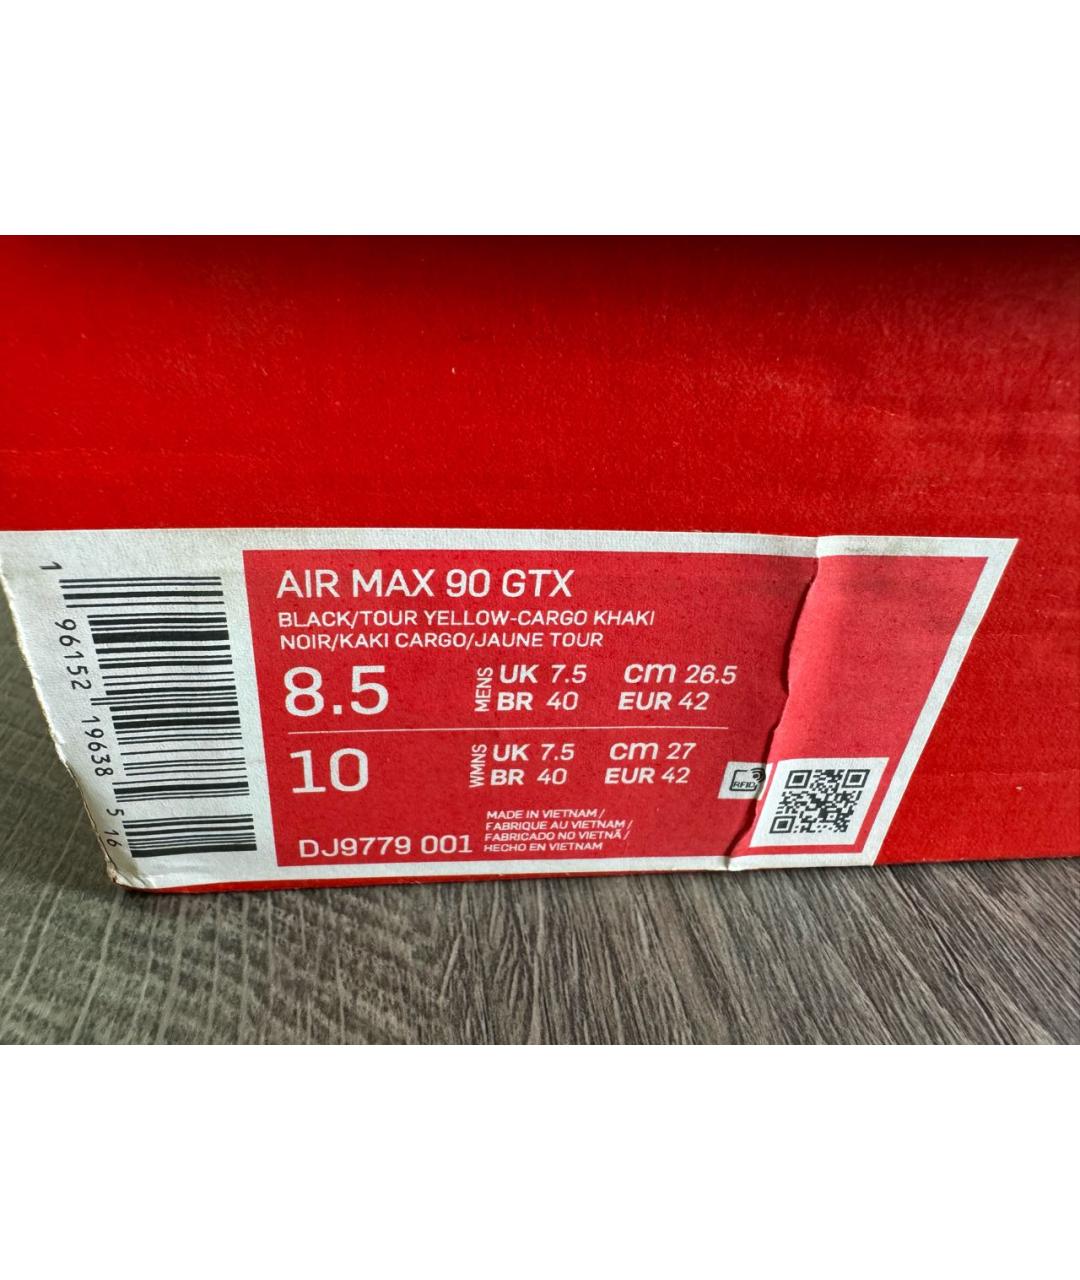 AIR MAX 90 GTX
BLACK/TOUR YELLOW-CARGO KHAKI
NOIR/KAKI CARGO/JAUNE TOUR
8.5 MENS UK 7.5 cm 26.5
BR 40 EUR 42
10 WMNS UK 7.5 cm 27
BR 40 EUR 42
RFID
DJ9779 001
MADE IN VIETNAM /
FABRIQUE AU VIETNAM /
FABRICADO NO VIETNÃ /
HECHO EN VIETNAM
1 96152 19638 5 16